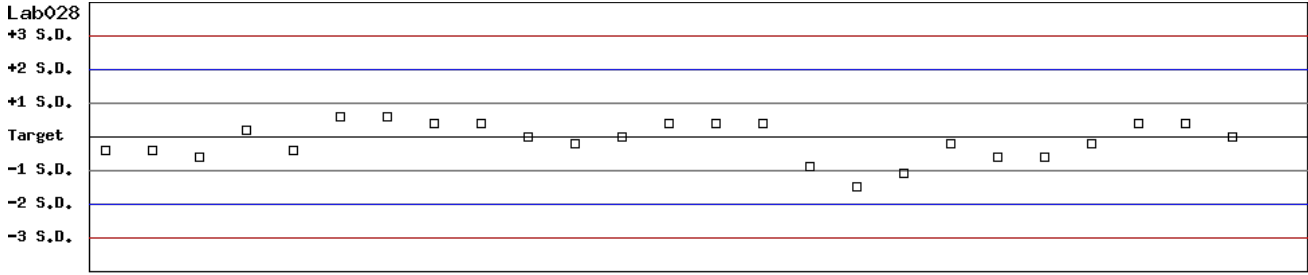 Lab028
+3 S.D.
+2 S.D.
+1 S.D.
Target
-1 S.D.
-2 S.D.
-3 S.D.